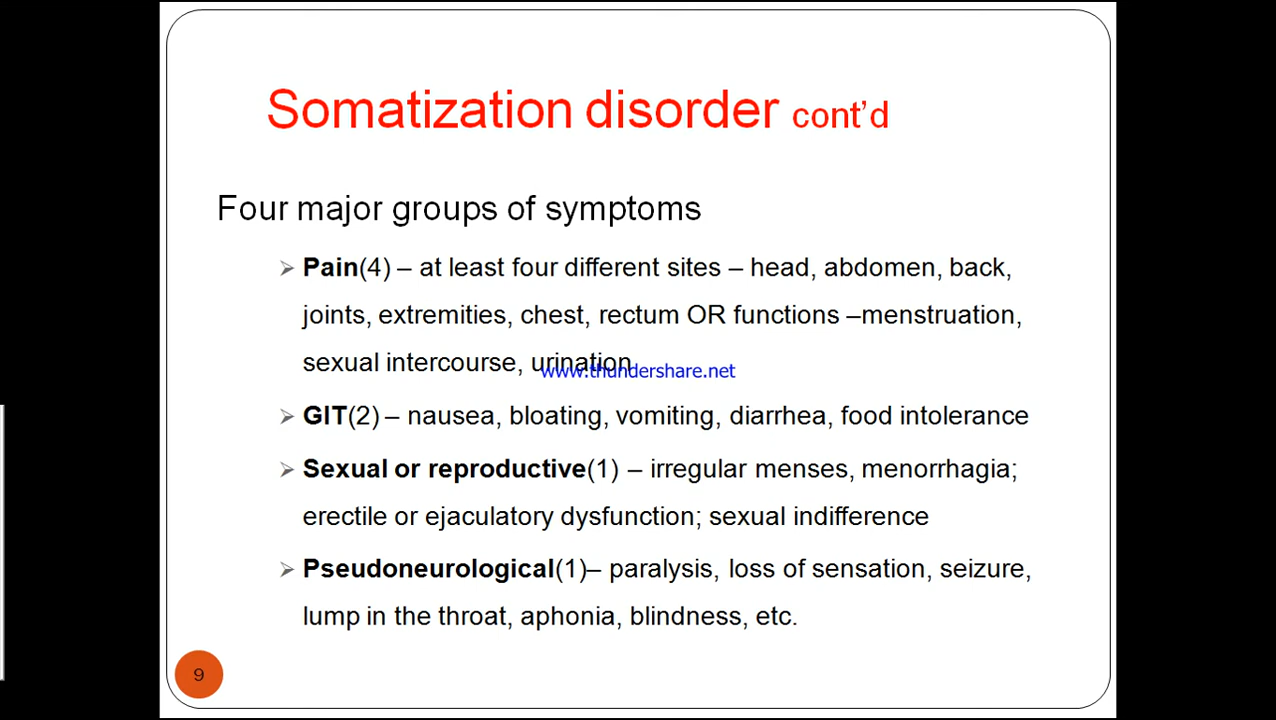 Somatization disorder cont’d
Four major groups of symptoms
➢ Pain(4) – at least four different sites – head, abdomen, back,
joints, extremities, chest, rectum OR functions –menstruation,
sexual intercourse, urination
www.thundershare.net
➢ GIT(2) – nausea, bloating, vomiting, diarrhea, food intolerance
➢ Sexual or reproductive(1) – irregular menses, menorrhagia;
erectile or ejaculatory dysfunction; sexual indifference
➢ Pseudoneurological(1)– paralysis, loss of sensation, seizure,
lump in the throat, aphonia, blindness, etc.
9